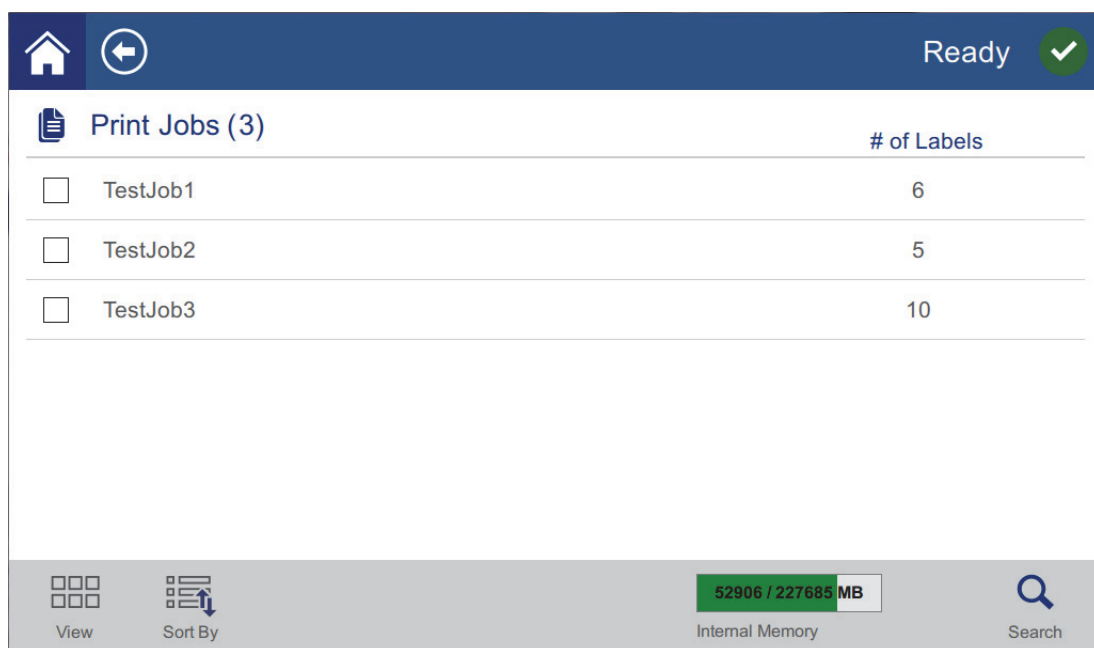 Ready
Print Jobs (3)
# of Labels
TestJob1 6
TestJob2 5
TestJob3 10
52906 / 227685 MB
View Sort By Internal Memory Search